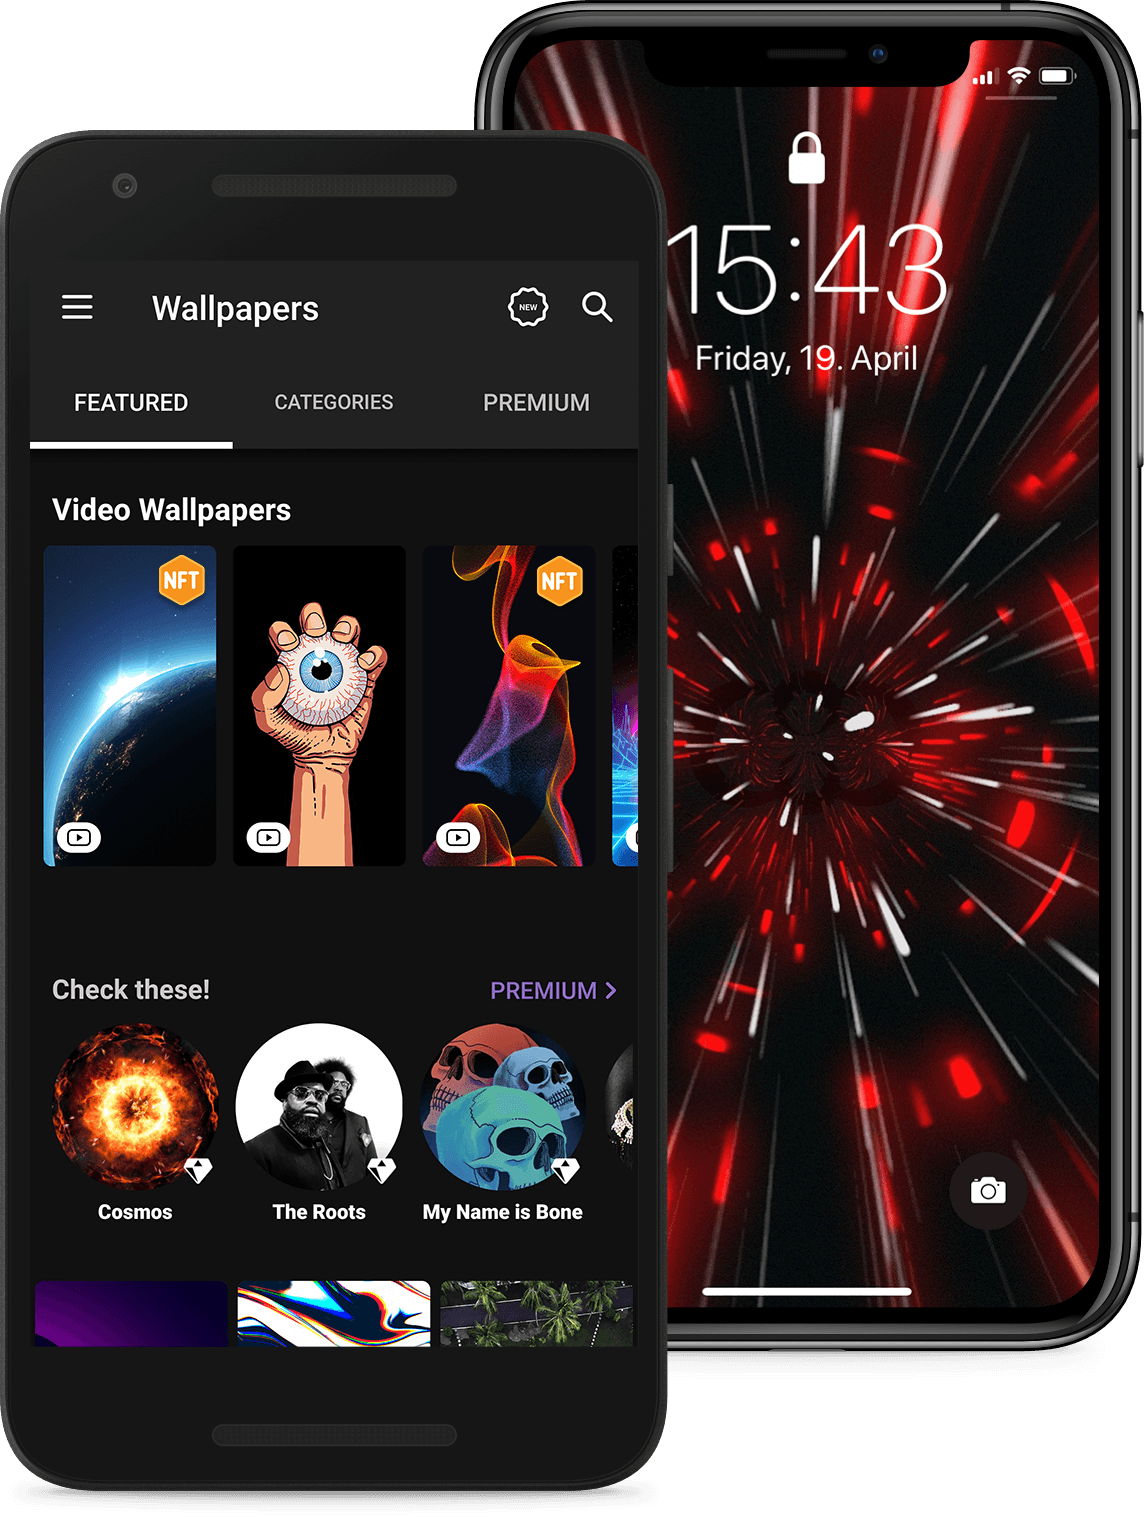 15:43
Friday, 19. April
Wallpapers
NEW
FEATURED
CATEGORIES
PREMIUM
Video Wallpapers
NFT
NFT
Check these!
PREMIUM
Cosmos
The Roots
My Name is Bone